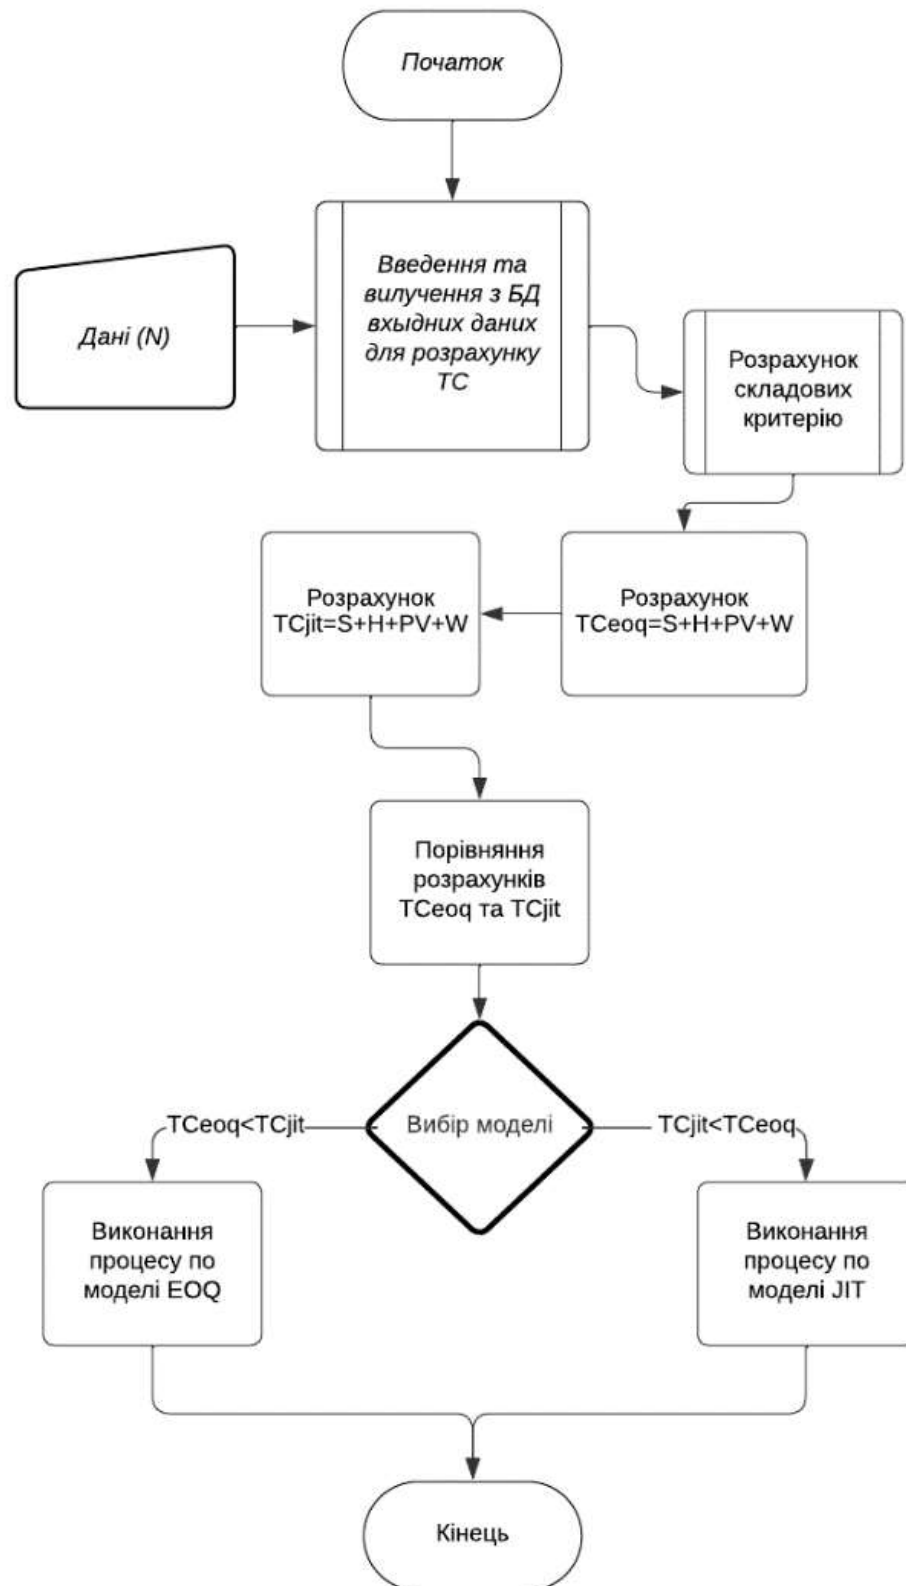 Початок
Введення та
вилучення з БД
вхыдних даних
для розрахунку
ТС
Дані (N)
Розрахунок
складових
критерію
Розрахунок
TCjit=S+H+PV+W
Розрахунок
TCeoq=S+H+PV+W
Порівняння
розрахунків
TCeoq та TCjit
Вибір моделі
TCeoq<TCjit
TCjit<TCeoq
Виконання
процесу по
моделі EOQ
Виконання
процесу по
моделі JIT
Кінець